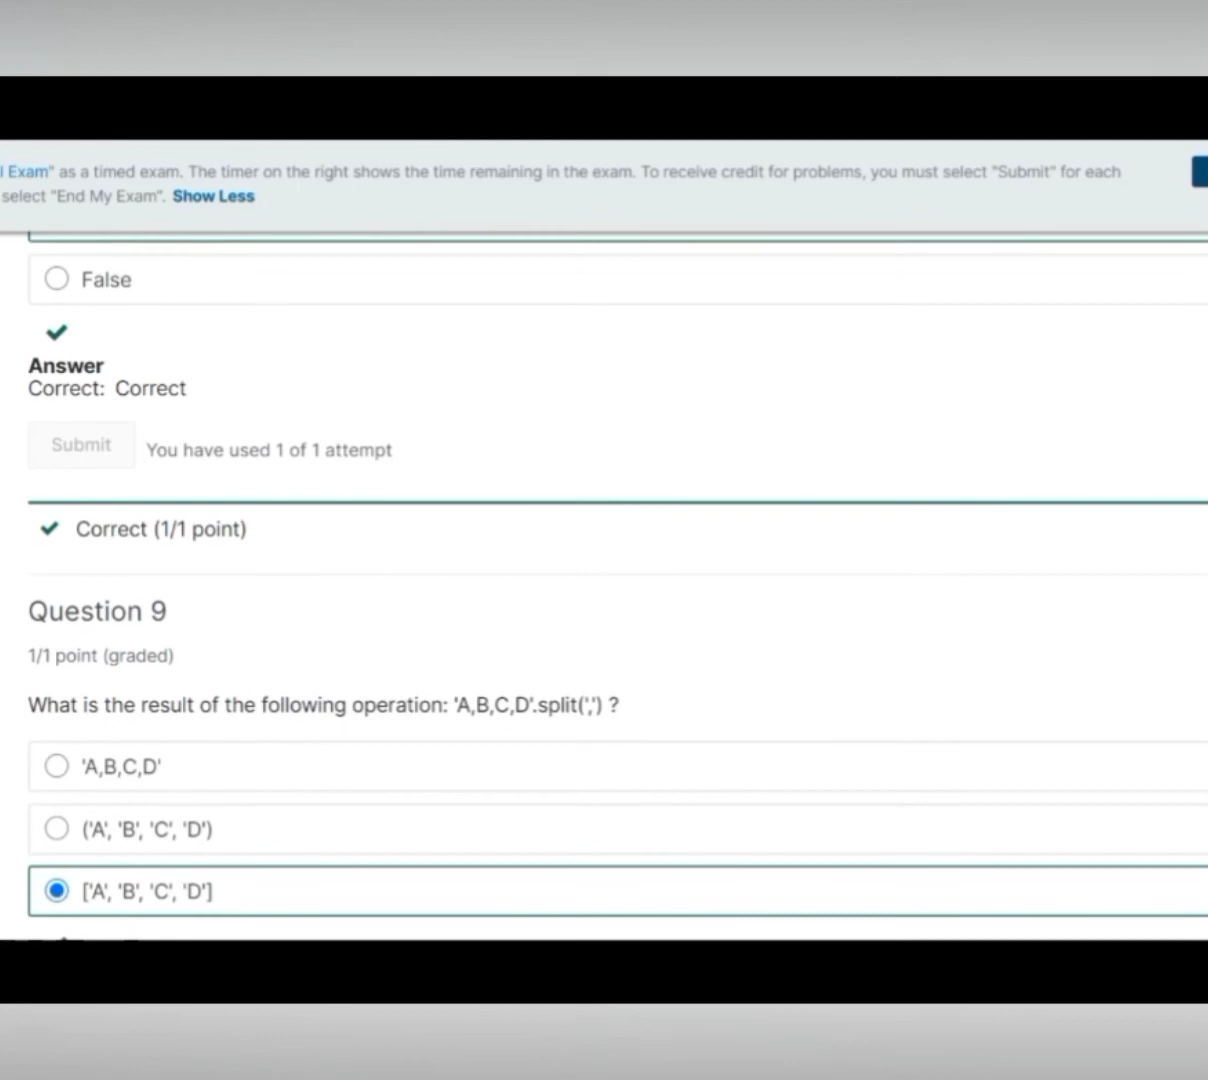 l Exam" as a timed exam. The timer on the right shows the time remaining in the exam. To receive credit for problems, you must select "Submit" for each
select "End My Exam". Show Less
False
Answer
Correct: Correct
Submit You have used 1 of 1 attempt
Correct (1/1 point)
Question 9
1/1 point (graded)
What is the result of the following operation: 'A,B,C,D'.split(',') ?
'A,B,C,D'
('A', 'B', 'C', 'D')
['A', 'B', 'C', 'D']